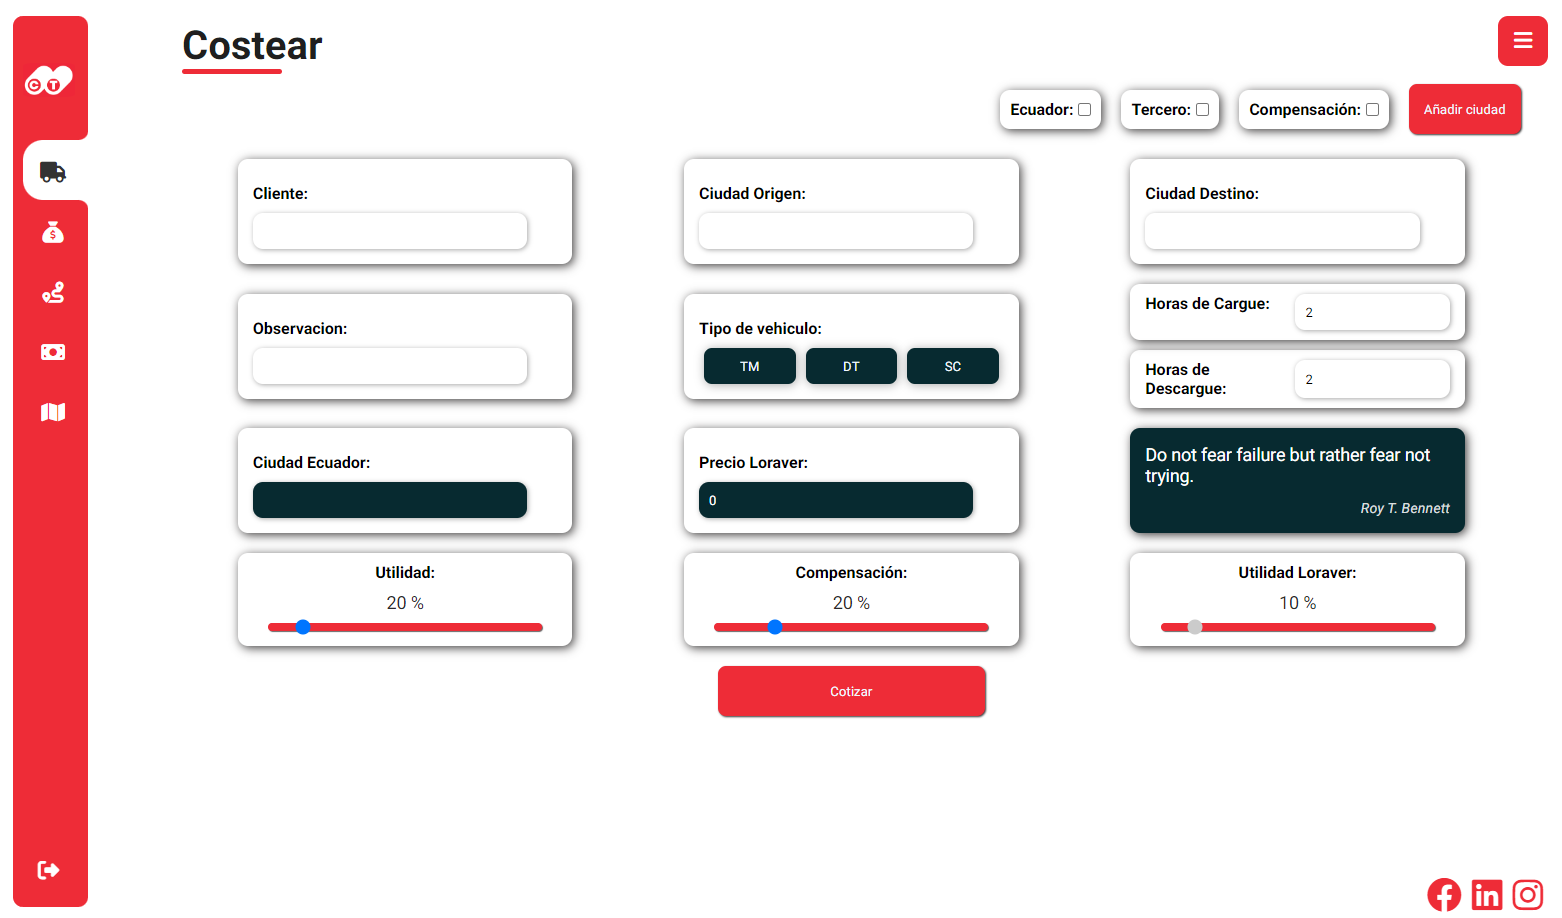 Costear
CT
Ecuador:
Tercero:
Compensación:
Añadir ciudad
Cliente:
Ciudad Origen:
Ciudad Destino:
Observacion:
Tipo de vehiculo:
TM
DT
SC
Horas de Cargue:
2
Horas de
Descargue:
2
Ciudad Ecuador:
Precio Loraver:
0
Do not fear failure but rather fear not
trying.
Roy T. Bennett
Utilidad:
20 %
Compensación:
20 %
Utilidad Loraver:
10 %
Cotizar